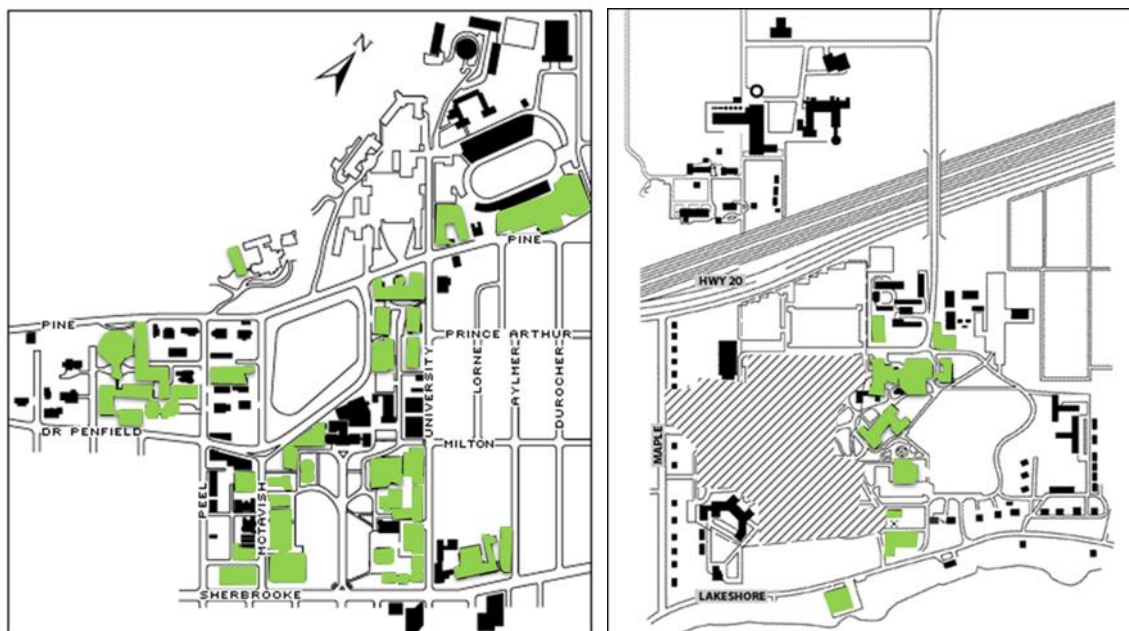 N
PINE
PINE
PRINCE ARTHUR
UNIVERSITY
LORNE
AYLMER
DUROCHER
DR PENFIELD
MILTON
PEEL
MCTAVISH
SHERBROOKE
HWY 20
MAPLE
LAKESHORE